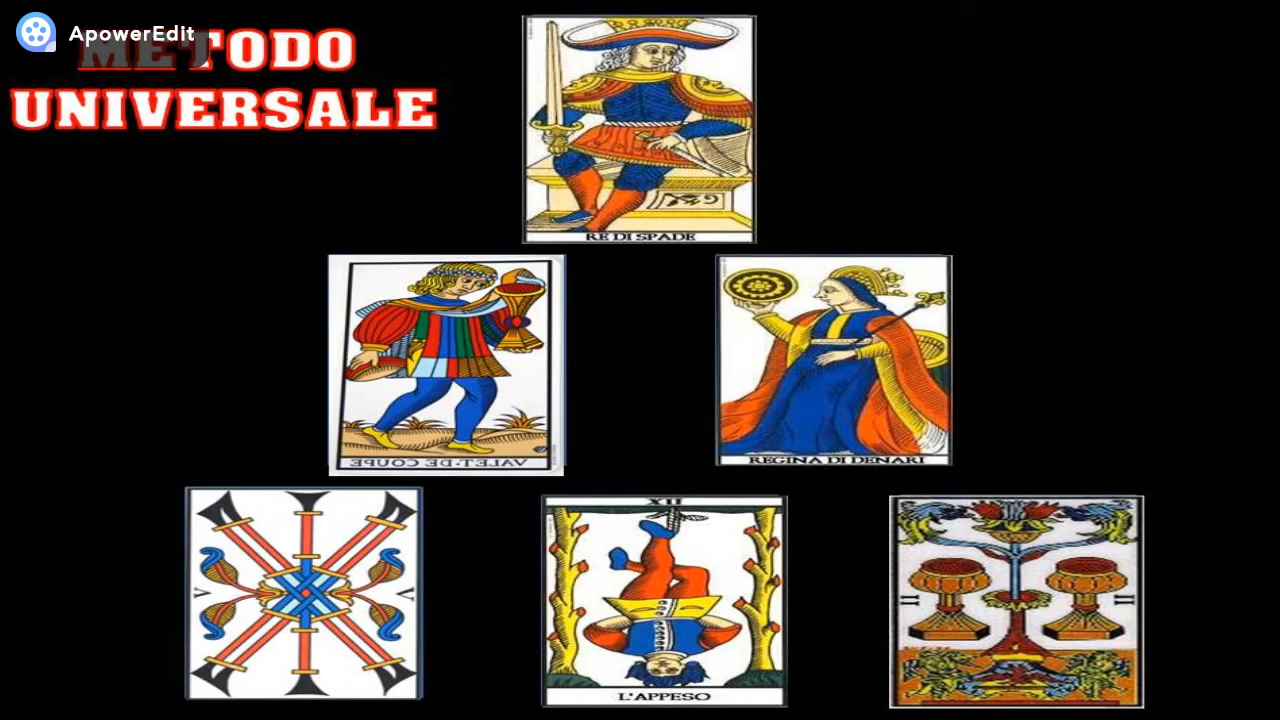 ApowerEdit
METODO
UNIVERSALE
RE DI SPADE
VALET·DE COUPE
REGINA DI DENARI
V
V
XII
L'APPESO
II
II